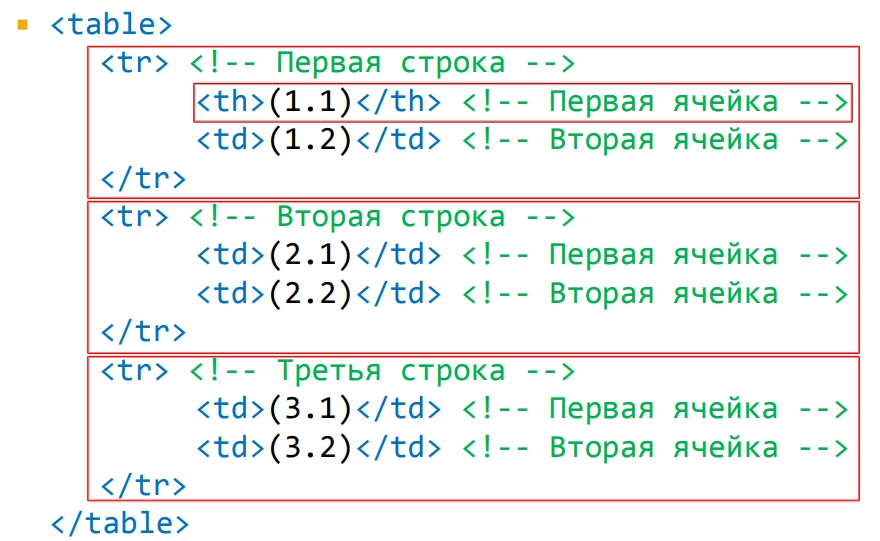 <table>
<tr> <!-- Первая строка -->
<th>(1.1)</th> <!-- Первая ячейка -->
<td>(1.2)</td> <!-- Вторая ячейка -->
</tr>
<tr> <!-- Вторая строка -->
<td>(2.1)</td> <!-- Первая ячейка -->
<td>(2.2)</td> <!-- Вторая ячейка -->
</tr>
<tr> <!-- Третья строка -->
<td>(3.1)</td> <!-- Первая ячейка -->
<td>(3.2)</td> <!-- Вторая ячейка -->
</tr>
</table>